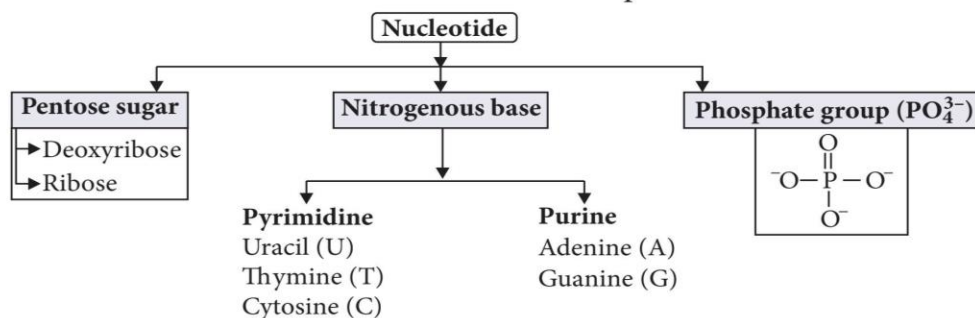 Nucleotide
Pentose sugar
Deoxyribose
Ribose
Nitrogenous base
Pyrimidine
Uracil (U)
Thymine (T)
Cytosine (C)
Purine
Adenine (A)
Guanine (G)
Phosphate group (PO₄³⁻)
O
⁻O–P–O⁻
O⁻